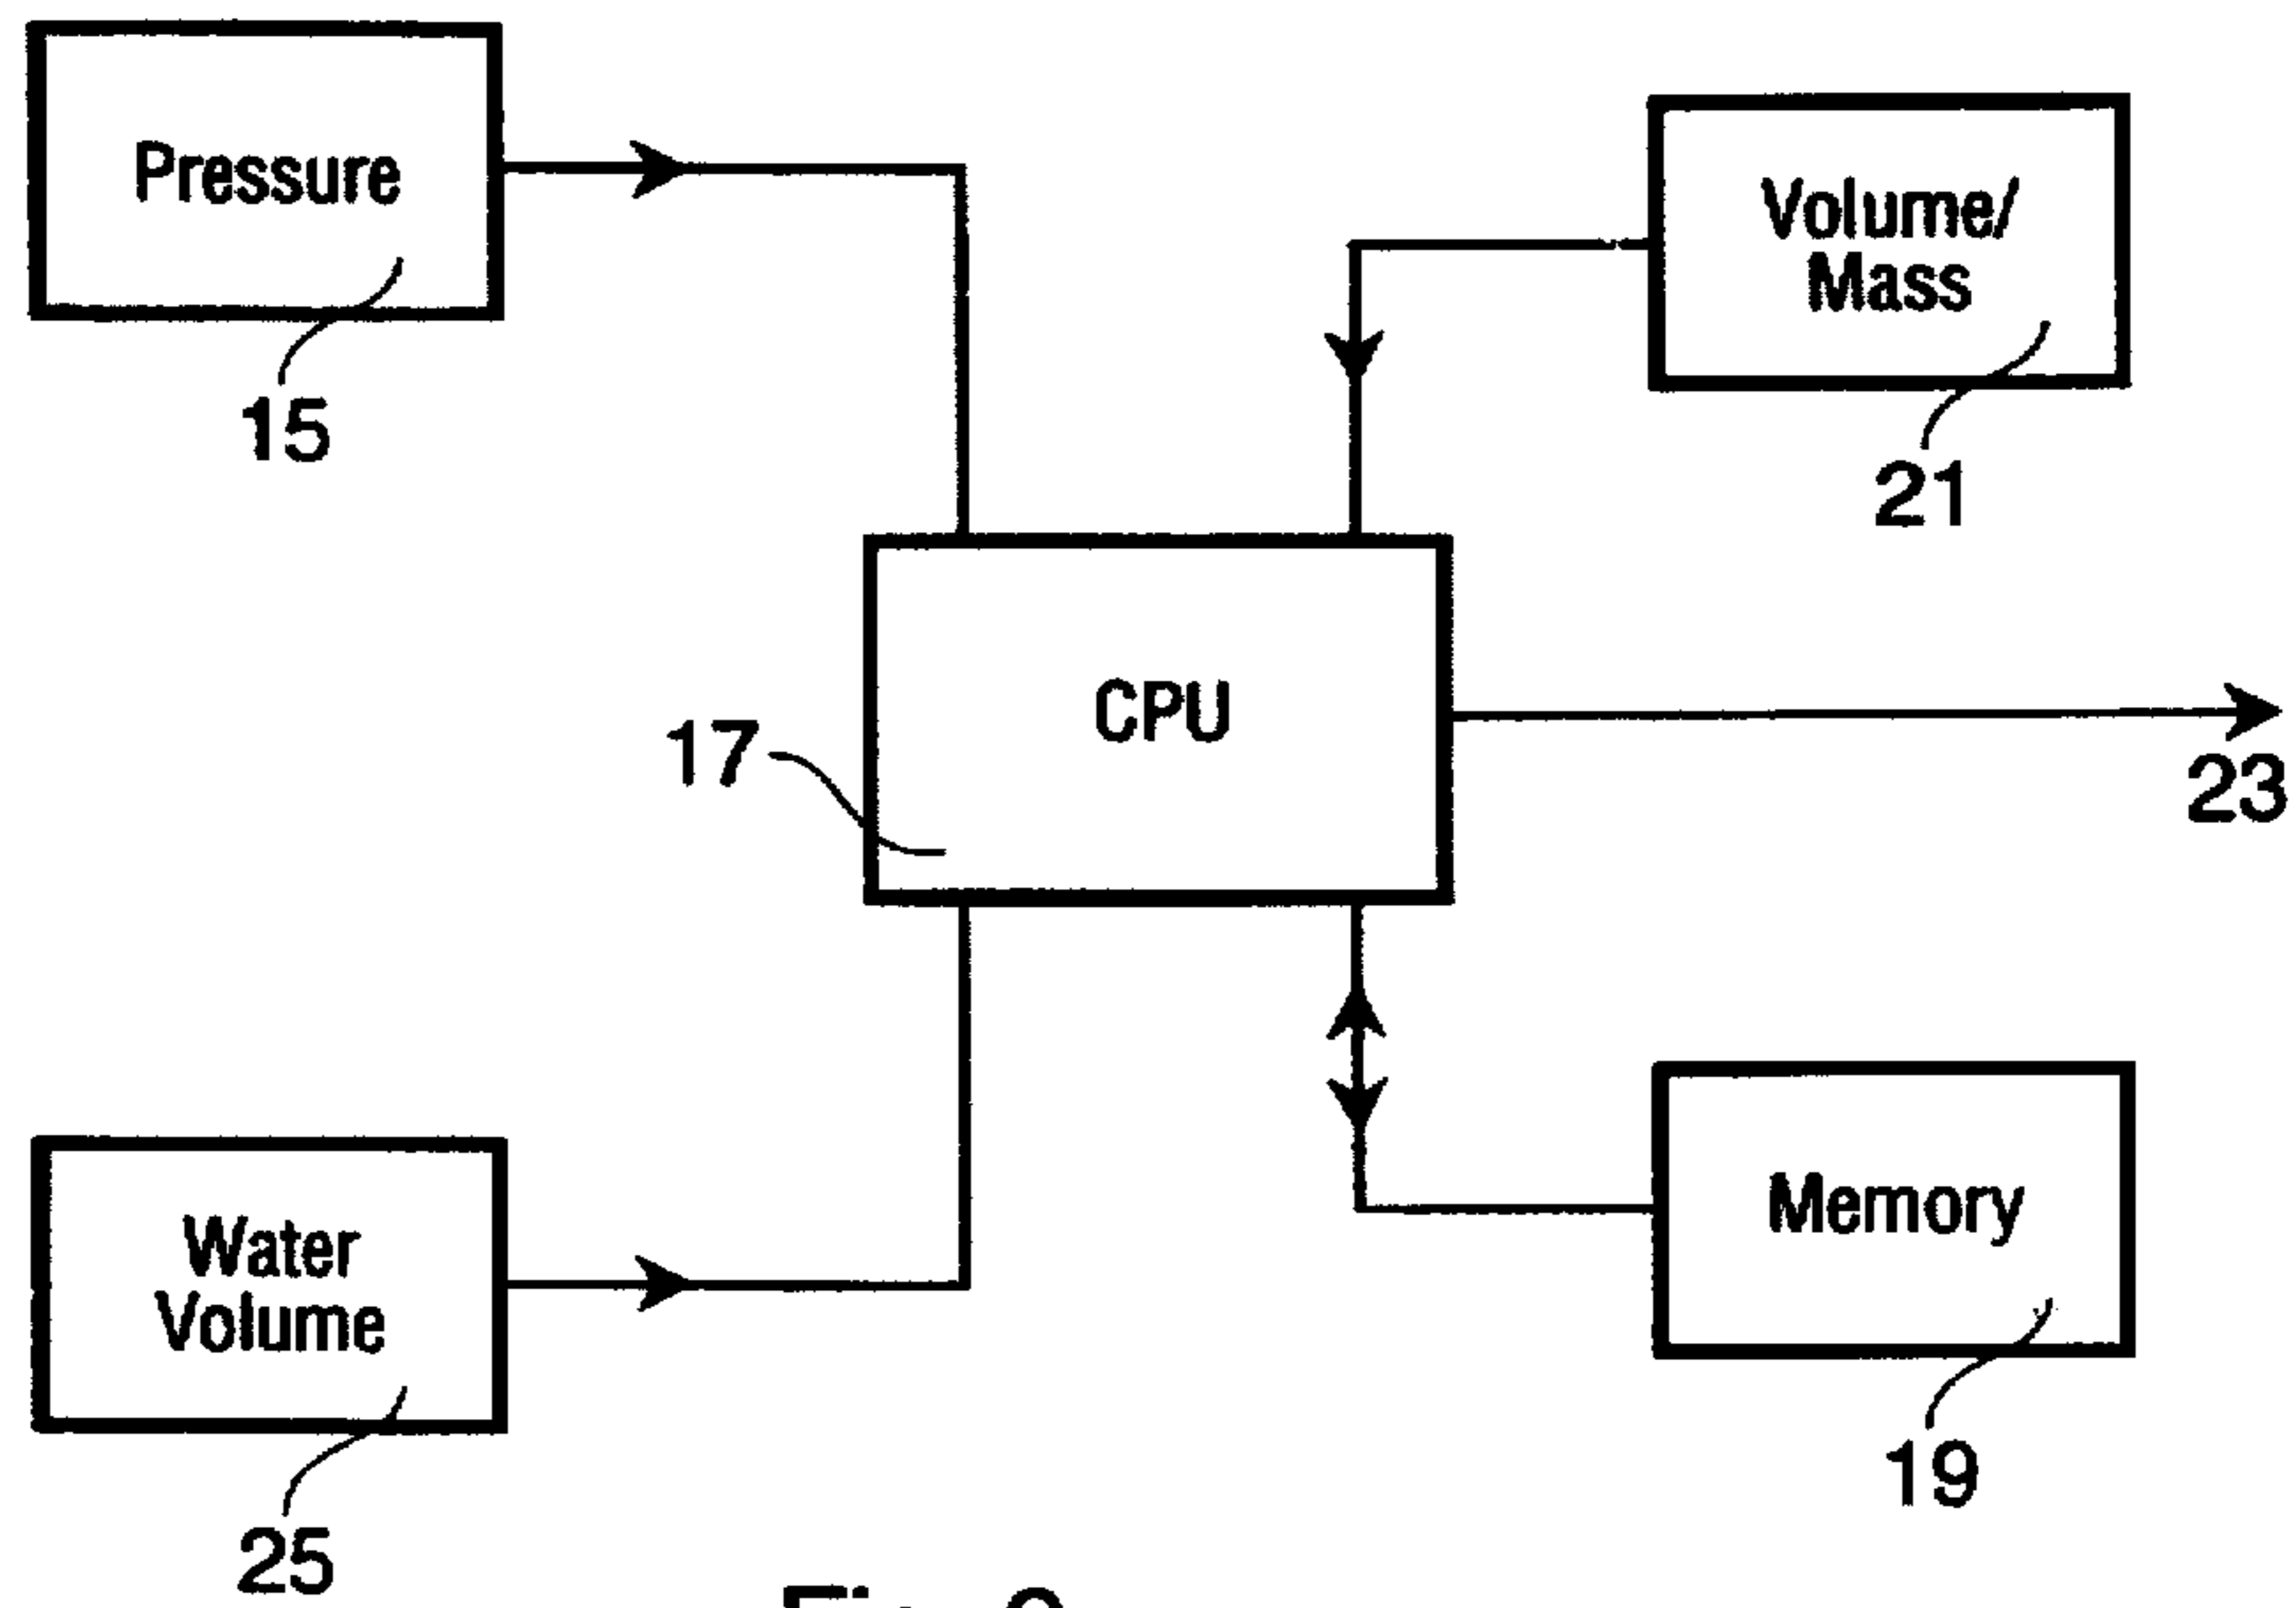 Pressure
15
Volume/
Mass
21
CPU
17
23
Water
Volume
25
Memory
19